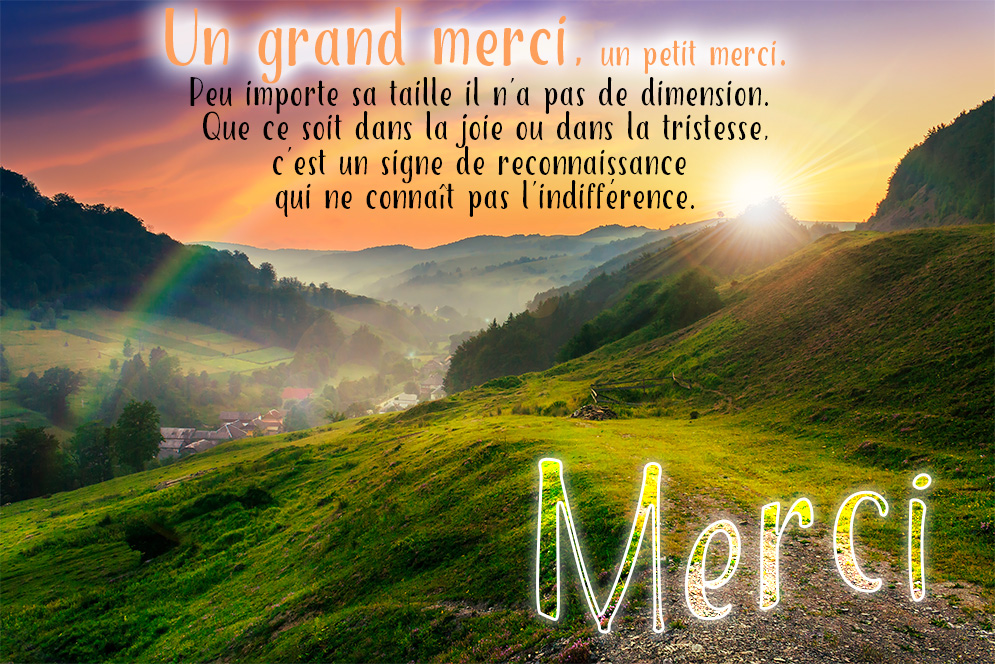 Un grand merci, un petit merci.
Peu importe sa taille il n'a pas de dimension.
Que ce soit dans la joie ou dans la tristesse,
c'est un signe de reconnaissance
qui ne connaît pas l'indifférence.
Merci